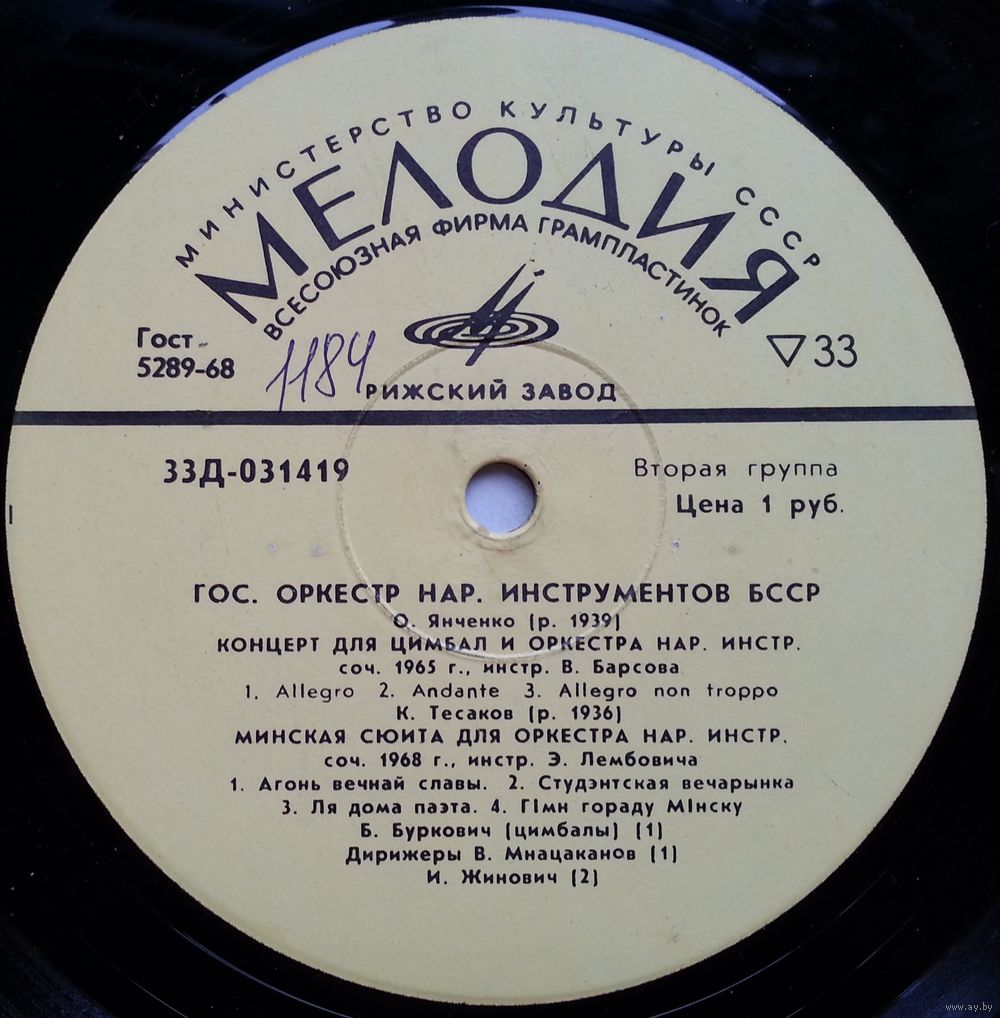 МИНИСТЕРСТВО КУЛЬТУРЫ СССР
МЕЛОДИЯ
ВСЕСОЮЗНАЯ ФИРМА ГРАМПЛАСТИНОК
Гост
5289-68
1184
33
РИЖСКИЙ ЗАВОД
33Д-031419
Вторая группа
Цена 1 руб.
ГОС. ОРКЕСТР НАР. ИНСТРУМЕНТОВ БССР
О. Янченко (р. 1939)
КОНЦЕРТ ДЛЯ ЦИМБАЛ И ОРКЕСТРА НАР. ИНСТР.
соч. 1965 г., инстр. В. Барсова
1. Allegro 2. Andante 3. Allegro non troppo
К. Тесаков (р. 1936)
МИНСКАЯ СЮИТА ДЛЯ ОРКЕСТРА НАР. ИНСТР.
соч. 1968 г., инстр. Э. Лембовича
1. Агонь вечнай славы. 2. Студэнтская вечарынка
3. Ля дома паэта. 4. ГІмн гораду МІнску
Б. Буркович (цимбалы) (1)
Дирижеры В. Мнацаканов (1)
И. Жинович (2)
www.ay.by